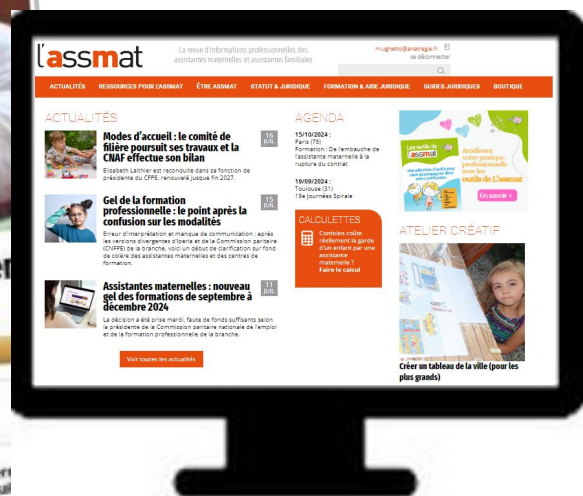 l'assmat
La revue d'informations professionnelles des
assistantes maternelles et assistantes familiales
m.ughetto@anacregie.fr
se déconnecter
ACTUALITÉS RESSOURCES POUR L'ASSMAT ÊTRE ASSMAT STATUT & JURIDIQUE FORMATION & AIDE JURIDIQUE GUIDES JURIDIQUES BOUTIQUE
ACTUALITÉS
Modes d'accueil : le comité de
filière poursuit ses travaux et la
CNAF effectue son bilan
16
JUIL
Elisabeth Laithier est reconduite dans sa fonction de
présidente du CFPE, renouvelé jusque fin 2027.
Gel de la formation
professionnelle : le point après la
confusion sur les modalités
15
JUIL
Erreur d'interprétation et manque de communication : après
les versions divergentes d'Iperia et de la Commission paritaire
(CNPFE) de la branche, voici un début de clarification sur fond
de colère des assistantes maternelles et des centres de
formation.
Assistantes maternelles : nouveau
gel des formations de septembre à
décembre 2024
11
JUIL
La décision a été prise mardi, faute de fonds suffisants selon
la présidente de la Commission paritaire nationale de l'emploi
et de la formation professionnelle de la branche.
Voir toutes les actualités
AGENDA
15/10/2024 :
Paris (75)
Formation : De l'embauche de
l'assistante maternelle à la
rupture du contrat
19/09/2024 :
Toulouse (31)
18e Journées Spirale
CALCULETTES
Combien coûte
réellement la garde
d'un enfant par une
assistante
maternelle ?
Faire le calcul
Les outils de
l'assmat
Améliorez
votre pratique
professionnelle
avec les
outils de L'assmat
En savoir +
ATELIER CRÉATIF
Créer un tableau de la ville (pour les
plus grands)